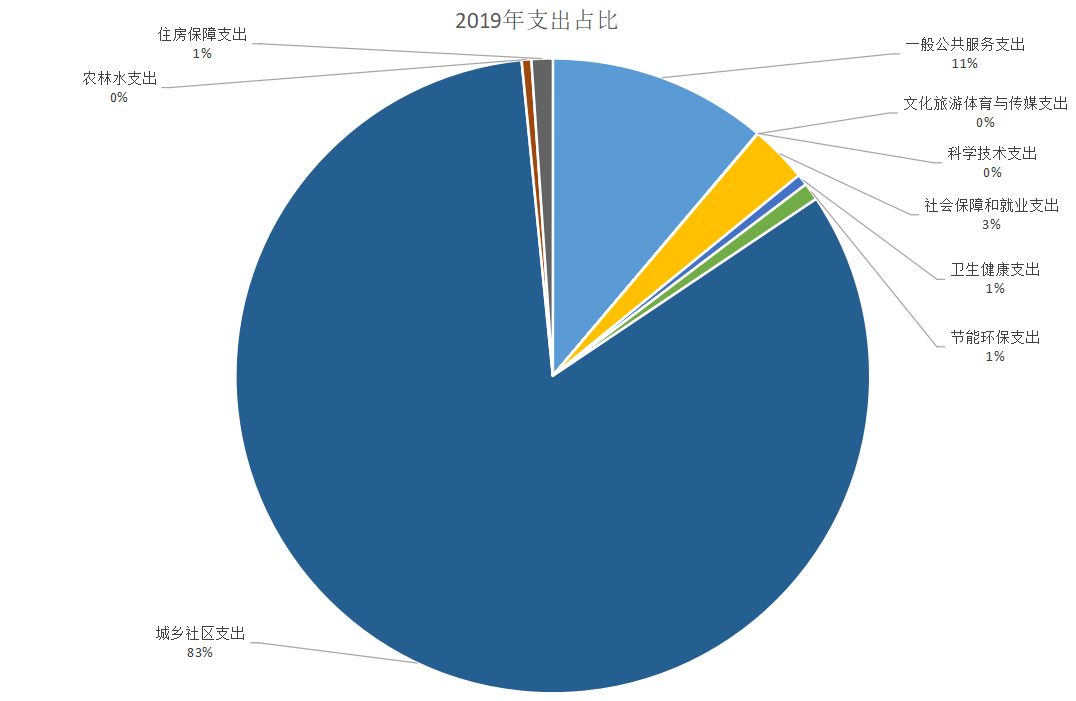 2019年支出占比
住房保障支出
1%
农林水支出
0%
一般公共服务支出
11%
文化旅游体育与传媒支出
0%
科学技术支出
0%
社会保障和就业支出
3%
卫生健康支出
1%
节能环保支出
1%
城乡社区支出
83%